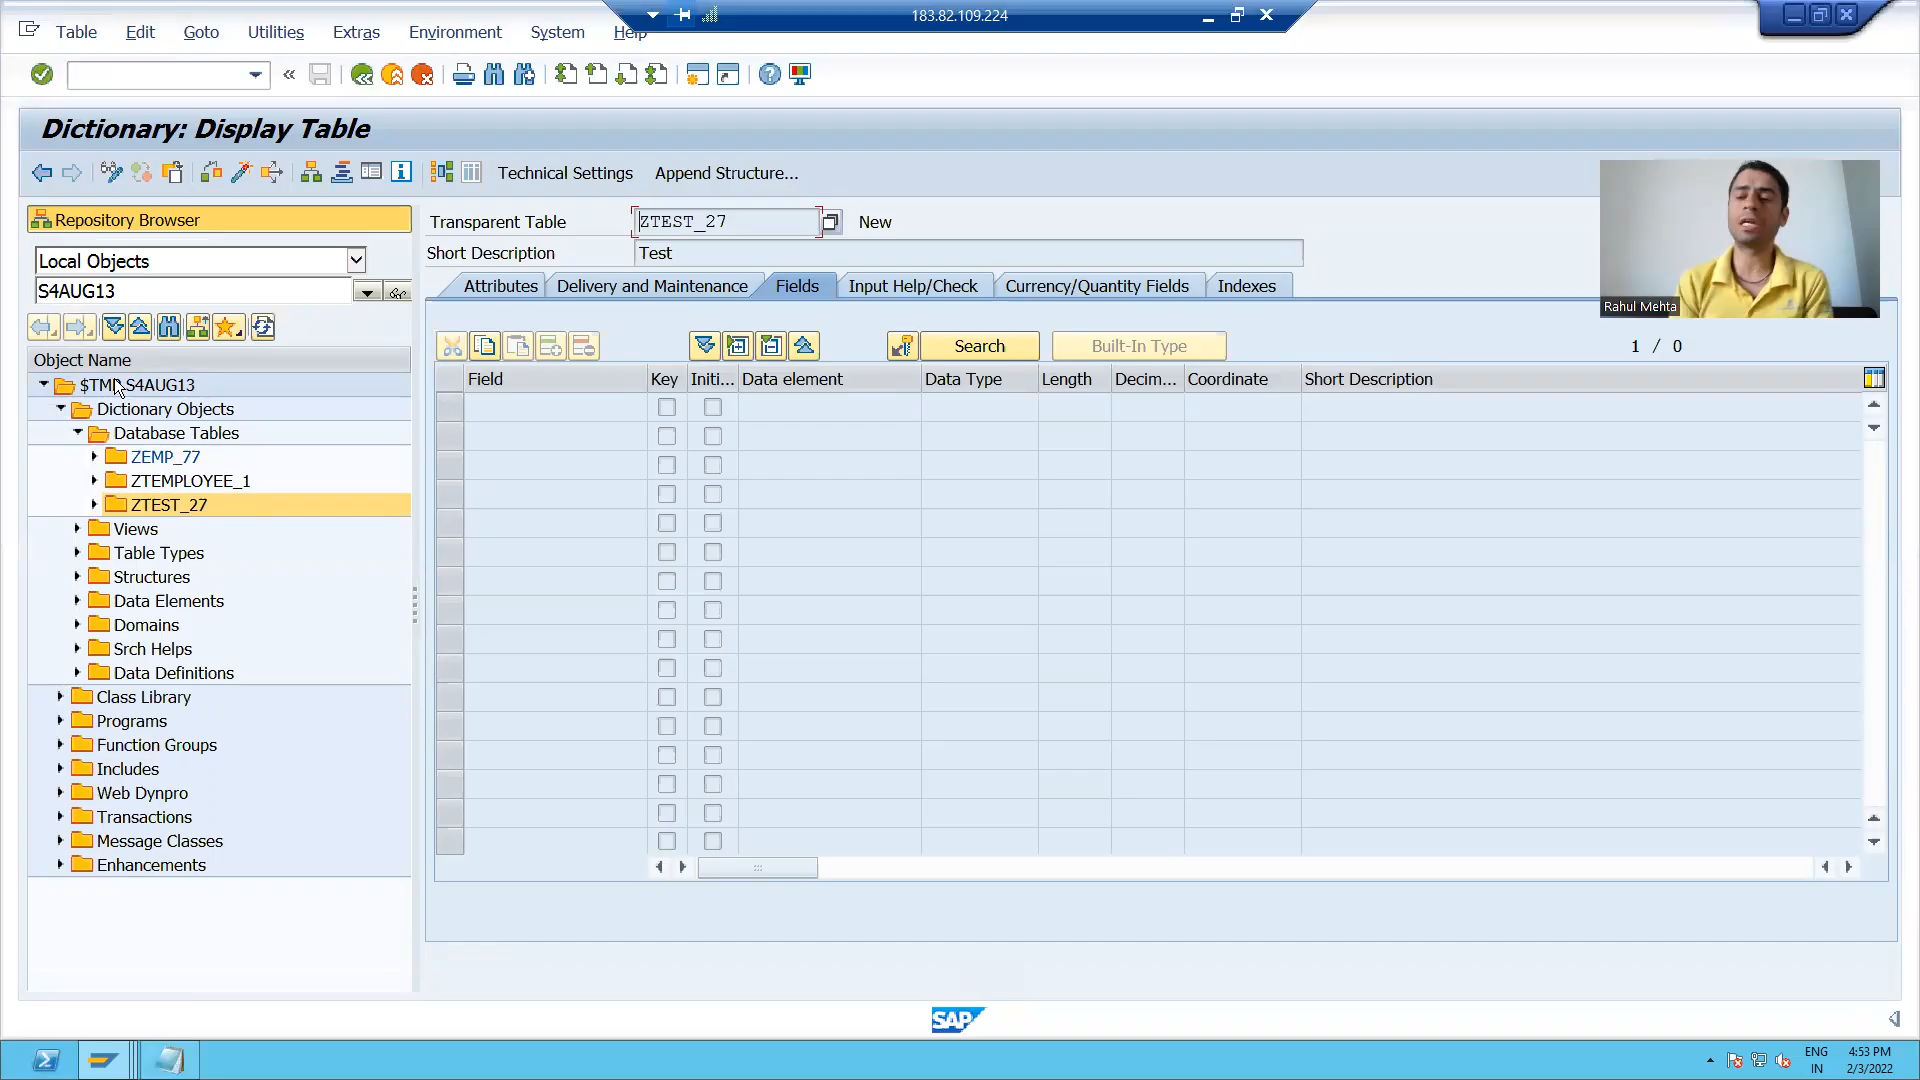 183.82.109.224
Table Edit Goto Utilities Extras Environment System Help
Dictionary: Display Table
Technical Settings Append Structure...
Repository Browser
Transparent Table ZTEST_27 New
Short Description Test
Local Objects
S4AUG13
Attributes Delivery and Maintenance Fields Input Help/Check Currency/Quantity Fields Indexes
Rahul Mehta
Search Built-In Type 1 / 0
Object Name
Field Key Initi... Data element Data Type Length Decim... Coordinate Short Description
$TMP S4AUG13
Dictionary Objects
Database Tables
ZEMP_77
ZTEMPLOYEE_1
ZTEST_27
Views
Table Types
Structures
Data Elements
Domains
Srch Helps
Data Definitions
Class Library
Programs
Function Groups
Includes
Web Dynpro
Transactions
Message Classes
Enhancements
SAP
ENG
IN
4:53 PM
2/3/2022